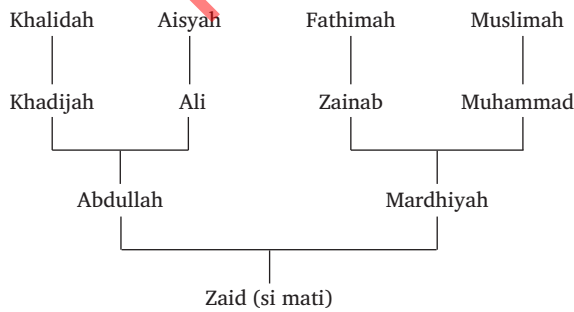 Khalidah Aisyah Fathimah Muslimah
Khadijah Ali Zainab Muhammad
Abdullah Mardhiyah
Zaid (si mati)